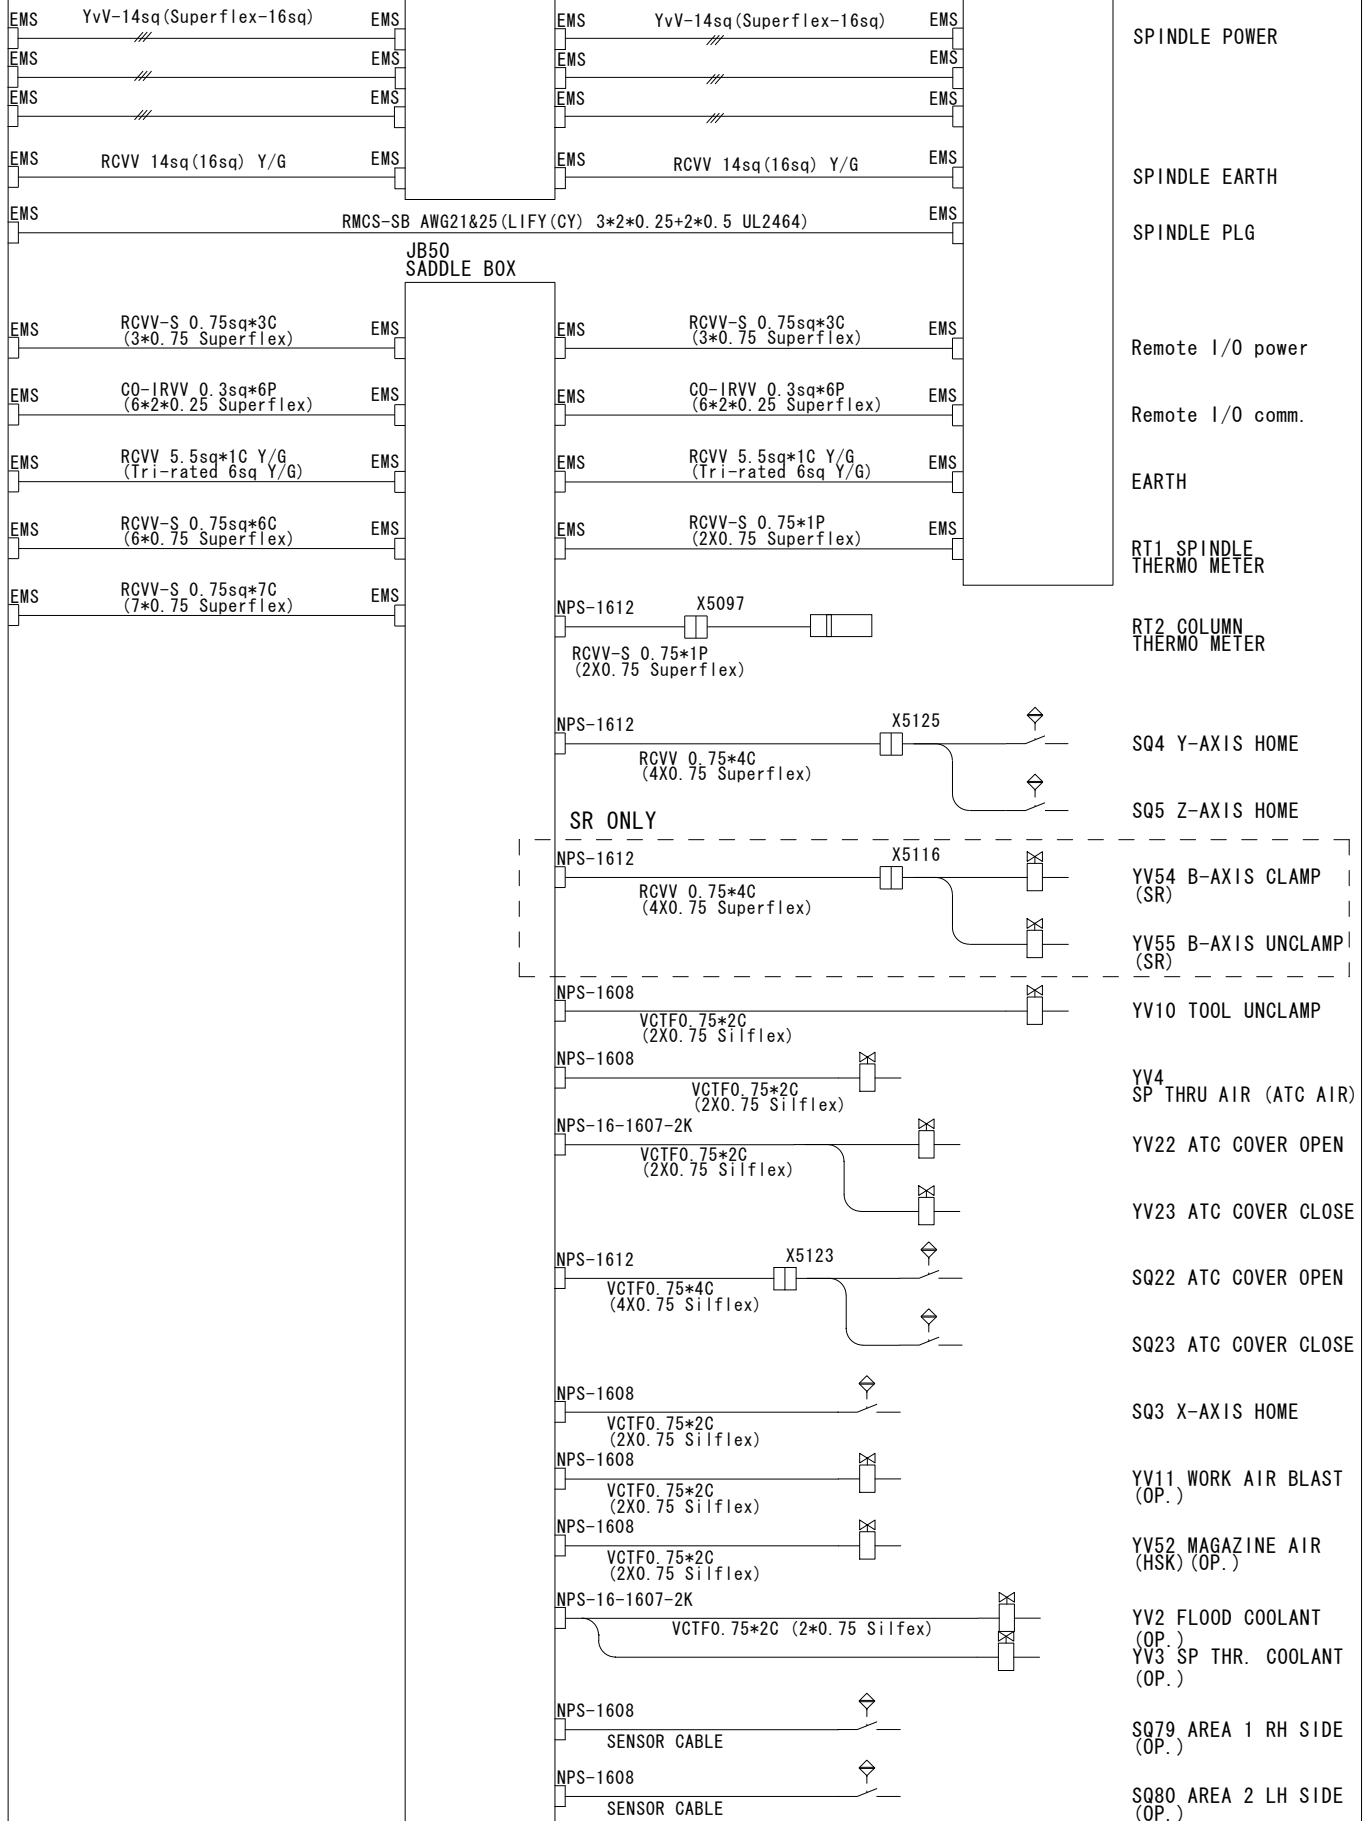 EMS YvV-14sq(Superflex-16sq) EMS EMS YvV-14sq(Superflex-16sq) EMS
SPINDLE POWER
EMS EMS EMS EMS
EMS EMS EMS EMS
EMS RCVV 14sq(16sq) Y/G EMS EMS RCVV 14sq(16sq) Y/G EMS
SPINDLE EARTH
EMS RMCS-SB AWG21&25(LIFY(CY) 3*2*0.25+2*0.5 UL2464) EMS
SPINDLE PLG
JB50
SADDLE BOX
EMS RCVV-S 0.75sq*3C EMS EMS RCVV-S 0.75sq*3C EMS
(3*0.75 Superflex) (3*0.75 Superflex)
Remote I/O power
EMS CO-IRVV 0.3sq*6P EMS EMS CO-IRVV 0.3sq*6P EMS
(6*2*0.25 Superflex) (6*2*0.25 Superflex)
Remote I/O comm.
EMS RCVV 5.5sq*1C Y/G EMS EMS RCVV 5.5sq*1C Y/G EMS
(Tri-rated 6sq Y/G) (Tri-rated 6sq Y/G)
EARTH
EMS RCVV-S 0.75sq*6C EMS EMS RCVV-S 0.75*1P EMS
(6*0.75 Superflex) (2X0.75 Superflex)
RT1 SPINDLE
THERMO METER
EMS RCVV-S 0.75sq*7C EMS
(7*0.75 Superflex)
NPS-1612 X5097
RT2 COLUMN
THERMO METER
RCVV-S 0.75*1P
(2X0.75 Superflex)
NPS-1612 X5125
SQ4 Y-AXIS HOME
RCVV 0.75*4C
(4X0.75 Superflex)
SQ5 Z-AXIS HOME
SR ONLY
NPS-1612 X5116
YV54 B-AXIS CLAMP
(SR)
RCVV 0.75*4C
(4X0.75 Superflex)
YV55 B-AXIS UNCLAMP
(SR)
NPS-1608
YV10 TOOL UNCLAMP
VCTF0.75*2C
(2X0.75 Silflex)
NPS-1608
YV4
SP THRU AIR (ATC AIR)
VCTF0.75*2C
(2X0.75 Silflex)
NPS-16-1607-2K
YV22 ATC COVER OPEN
VCTF0.75*2C
(2X0.75 Silflex)
YV23 ATC COVER CLOSE
NPS-1612 X5123
SQ22 ATC COVER OPEN
VCTF0.75*4C
(4X0.75 Silflex)
SQ23 ATC COVER CLOSE
NPS-1608
SQ3 X-AXIS HOME
VCTF0.75*2C
(2X0.75 Silflex)
NPS-1608
YV11 WORK AIR BLAST
(OP.)
VCTF0.75*2C
(2X0.75 Silflex)
NPS-1608
YV52 MAGAZINE AIR
(HSK)(OP.)
VCTF0.75*2C
(2X0.75 Silflex)
NPS-16-1607-2K
YV2 FLOOD COOLANT
(OP.)
VCTF0.75*2C (2*0.75 Silfex)
YV3 SP THR. COOLANT
(OP.)
NPS-1608
SQ79 AREA 1 RH SIDE
(OP.)
SENSOR CABLE
NPS-1608
SQ80 AREA 2 LH SIDE
(OP.)
SENSOR CABLE